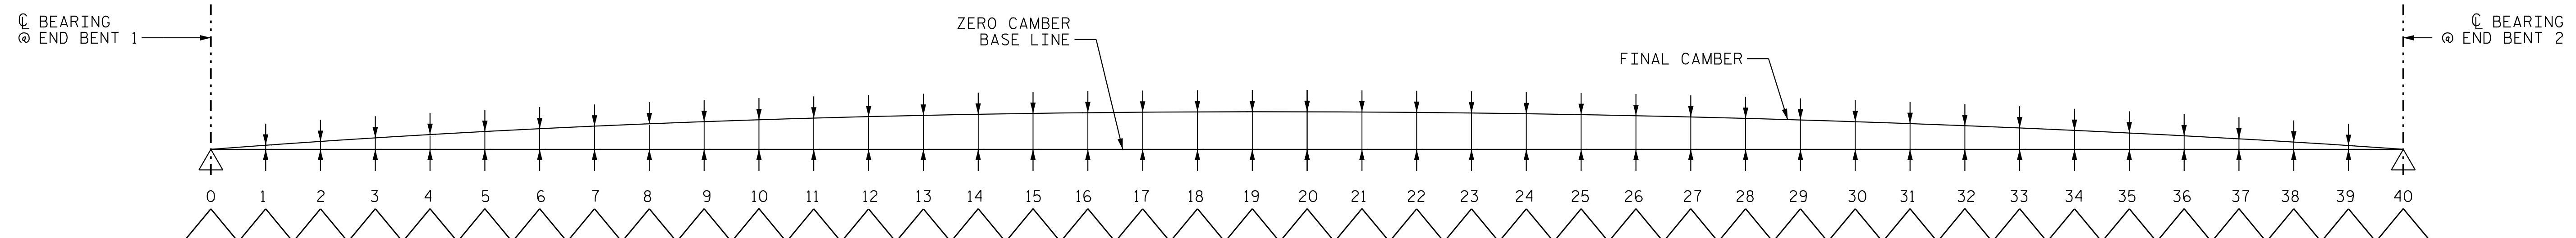 ℄ BEARING
@ END BENT 1
ZERO CAMBER
BASE LINE
FINAL CAMBER
℄ BEARING
@ END BENT 2
0 1 2 3 4 5 6 7 8 9 10 11 12 13 14 15 16 17 18 19 20 21 22 23 24 25 26 27 28 29 30 31 32 33 34 35 36 37 38 39 40